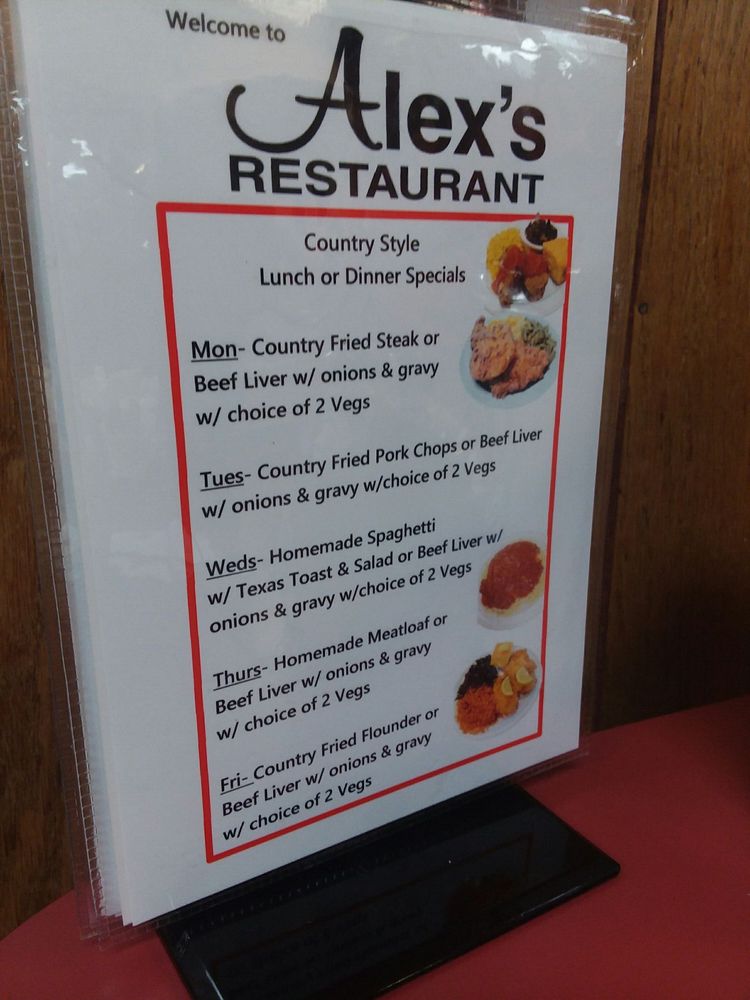 Welcome to
Alex's
RESTAURANT
Country Style
Lunch or Dinner Specials
Mon- Country Fried Steak or
Beef Liver w/ onions & gravy
w/ choice of 2 Vegs
Tues- Country Fried Pork Chops or Beef Liver
w/ onions & gravy w/choice of 2 Vegs
Weds- Homemade Spaghetti
w/ Texas Toast & Salad or Beef Liver w/
onions & gravy w/choice of 2 Vegs
Thurs- Homemade Meatloaf or
Beef Liver w/ onions & gravy
w/ choice of 2 Vegs
Fri- Country Fried Flounder or
Beef Liver w/ onions & gravy
w/ choice of 2 Vegs